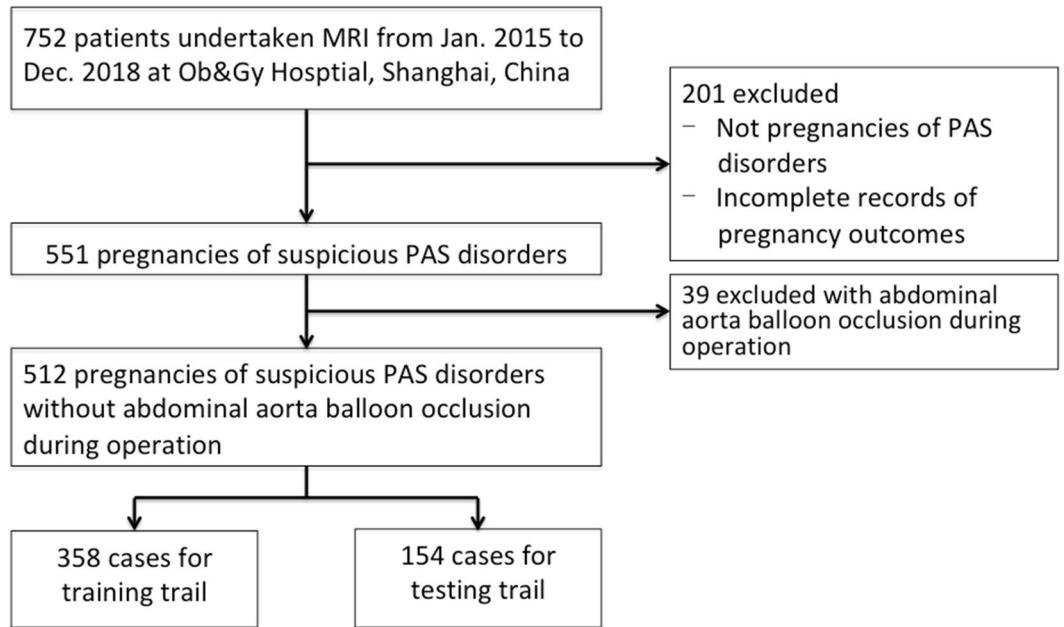 752 patients undertaken MRI from Jan. 2015 to
Dec. 2018 at Ob&Gy Hosptial, Shanghai, China
201 excluded
− Not pregnancies of PAS
disorders
− Incomplete records of
pregnancy outcomes
551 pregnancies of suspicious PAS disorders
39 excluded with abdominal
aorta balloon occlusion during
operation
512 pregnancies of suspicious PAS disorders
without abdominal aorta balloon occlusion
during operation
358 cases for
training trail
154 cases for
testing trail